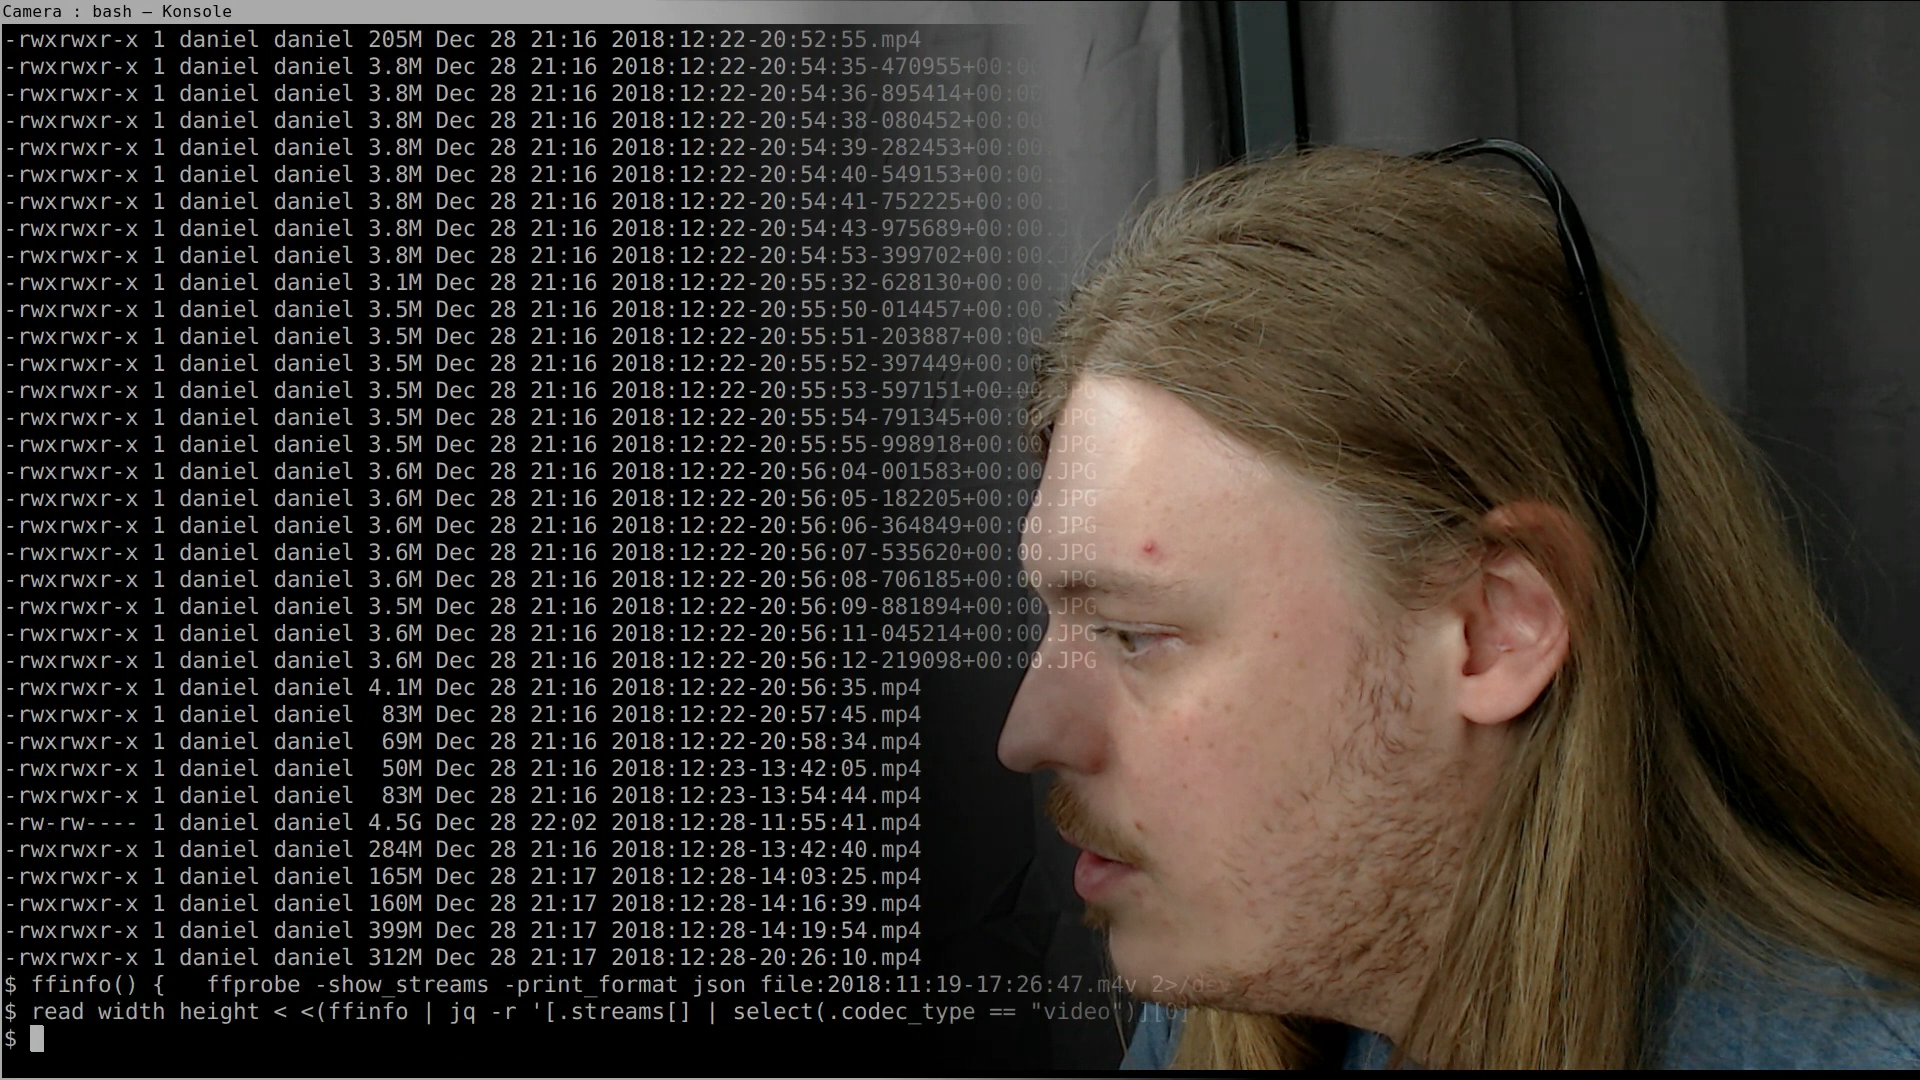 Camera : bash — Konsole
-rwxrwxr-x 1 daniel daniel 205M Dec 28 21:16 2018:12:22-20:52:55.mp4
-rwxrwxr-x 1 daniel daniel 3.8M Dec 28 21:16 2018:12:22-20:54:35-470955+00:00
-rwxrwxr-x 1 daniel daniel 3.8M Dec 28 21:16 2018:12:22-20:54:36-895414+00:00
-rwxrwxr-x 1 daniel daniel 3.8M Dec 28 21:16 2018:12:22-20:54:38-080452+00:00
-rwxrwxr-x 1 daniel daniel 3.8M Dec 28 21:16 2018:12:22-20:54:39-282453+00:00
-rwxrwxr-x 1 daniel daniel 3.8M Dec 28 21:16 2018:12:22-20:54:40-549153+00:00
-rwxrwxr-x 1 daniel daniel 3.8M Dec 28 21:16 2018:12:22-20:54:41-752225+00:00
-rwxrwxr-x 1 daniel daniel 3.8M Dec 28 21:16 2018:12:22-20:54:43-975689+00:00
-rwxrwxr-x 1 daniel daniel 3.8M Dec 28 21:16 2018:12:22-20:54:53-399702+00:00
-rwxrwxr-x 1 daniel daniel 3.1M Dec 28 21:16 2018:12:22-20:55:32-628130+00:00
-rwxrwxr-x 1 daniel daniel 3.5M Dec 28 21:16 2018:12:22-20:55:50-014457+00:00
-rwxrwxr-x 1 daniel daniel 3.5M Dec 28 21:16 2018:12:22-20:55:51-203887+00:00
-rwxrwxr-x 1 daniel daniel 3.5M Dec 28 21:16 2018:12:22-20:55:52-397449+00:00
-rwxrwxr-x 1 daniel daniel 3.5M Dec 28 21:16 2018:12:22-20:55:53-597151+00:00.JPG
-rwxrwxr-x 1 daniel daniel 3.5M Dec 28 21:16 2018:12:22-20:55:54-791345+00:00.JPG
-rwxrwxr-x 1 daniel daniel 3.5M Dec 28 21:16 2018:12:22-20:55:55-998918+00:00.JPG
-rwxrwxr-x 1 daniel daniel 3.6M Dec 28 21:16 2018:12:22-20:56:04-001583+00:00.JPG
-rwxrwxr-x 1 daniel daniel 3.6M Dec 28 21:16 2018:12:22-20:56:05-182205+00:00.JPG
-rwxrwxr-x 1 daniel daniel 3.6M Dec 28 21:16 2018:12:22-20:56:06-364849+00:00.JPG
-rwxrwxr-x 1 daniel daniel 3.6M Dec 28 21:16 2018:12:22-20:56:07-535620+00:00.JPG
-rwxrwxr-x 1 daniel daniel 3.6M Dec 28 21:16 2018:12:22-20:56:08-706185+00:00.JPG
-rwxrwxr-x 1 daniel daniel 3.5M Dec 28 21:16 2018:12:22-20:56:09-881894+00:00.JPG
-rwxrwxr-x 1 daniel daniel 3.6M Dec 28 21:16 2018:12:22-20:56:11-045214+00:00.JPG
-rwxrwxr-x 1 daniel daniel 3.6M Dec 28 21:16 2018:12:22-20:56:12-219098+00:00.JPG
-rwxrwxr-x 1 daniel daniel 4.1M Dec 28 21:16 2018:12:22-20:56:35.mp4
-rwxrwxr-x 1 daniel daniel  83M Dec 28 21:16 2018:12:22-20:57:45.mp4
-rwxrwxr-x 1 daniel daniel  69M Dec 28 21:16 2018:12:22-20:58:34.mp4
-rwxrwxr-x 1 daniel daniel  50M Dec 28 21:16 2018:12:23-13:42:05.mp4
-rwxrwxr-x 1 daniel daniel  83M Dec 28 21:16 2018:12:23-13:54:44.mp4
-rw-rw---- 1 daniel daniel 4.5G Dec 28 22:02 2018:12:28-11:55:41.mp4
-rwxrwxr-x 1 daniel daniel 284M Dec 28 21:16 2018:12:28-13:42:40.mp4
-rwxrwxr-x 1 daniel daniel 165M Dec 28 21:17 2018:12:28-14:03:25.mp4
-rwxrwxr-x 1 daniel daniel 160M Dec 28 21:17 2018:12:28-14:16:39.mp4
-rwxrwxr-x 1 daniel daniel 399M Dec 28 21:17 2018:12:28-14:19:54.mp4
-rwxrwxr-x 1 daniel daniel 312M Dec 28 21:17 2018:12:28-20:26:10.mp4
$ ffinfo() {   ffprobe -show_streams -print_format json file:2018:11:19-17:26:47.m4v 2>/dev
$ read width height < <(ffinfo | jq -r '[.streams[] | select(.codec_type == "video")][0]
$